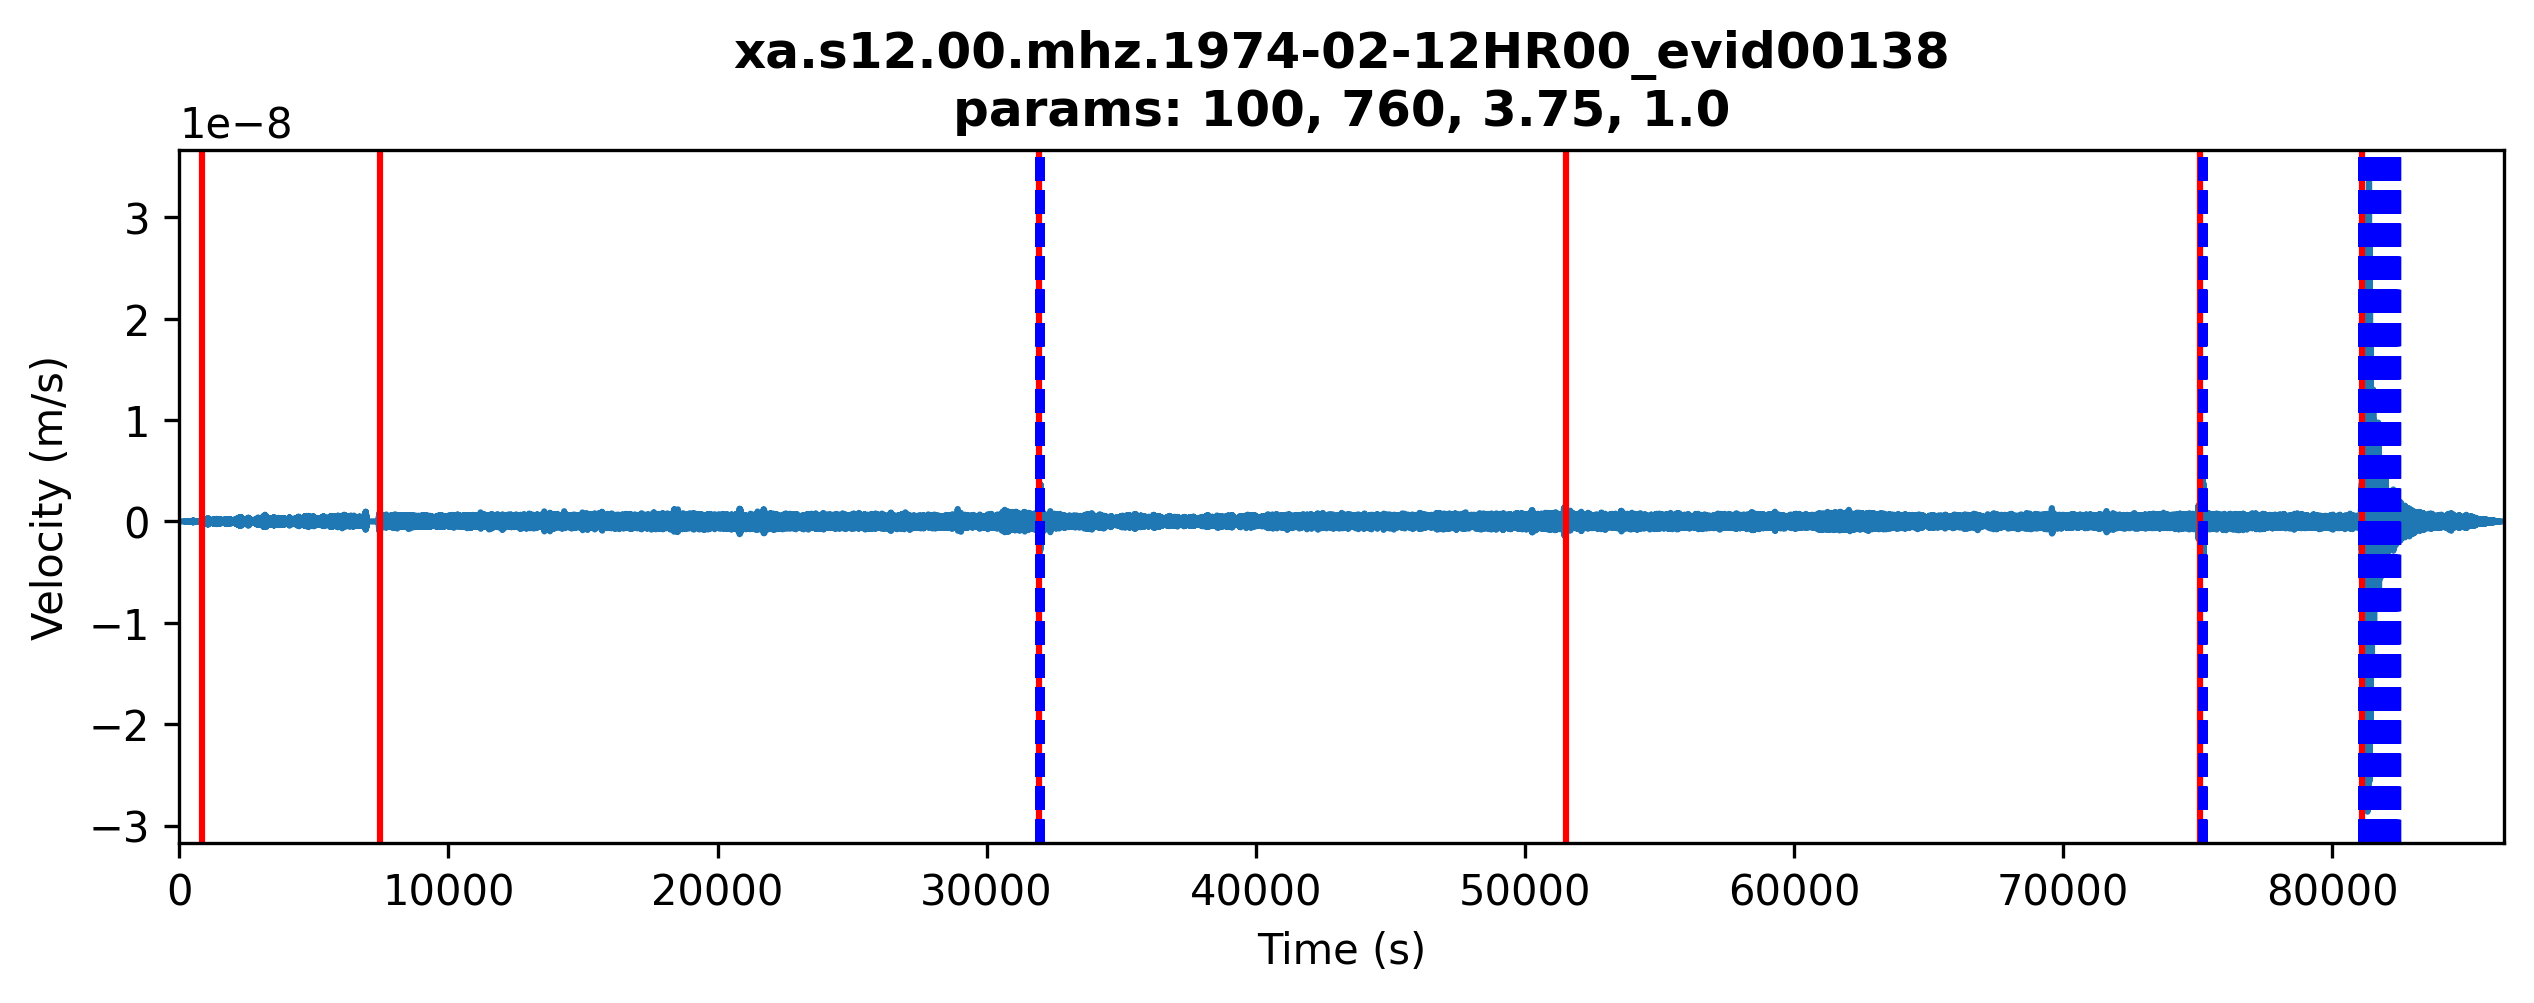 xa.s12.00.mhz.1974-02-12HR00_evid00138
params: 100, 760, 3.75, 1.0
1e−8
3
2
1
0
−1
−2
−3
Velocity (m/s)
0 10000 20000 30000 40000 50000 60000 70000 80000
Time (s)